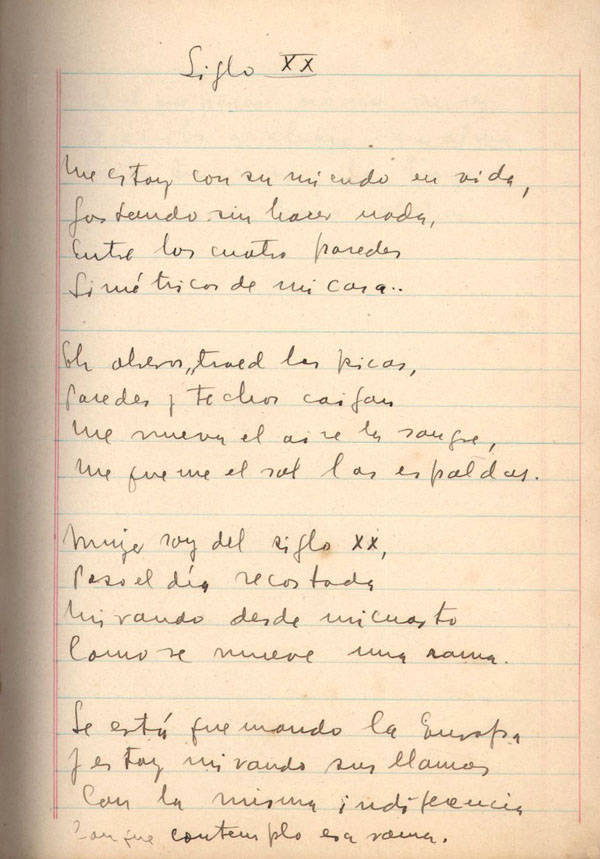 Siglo XX
Me estoy consumiendo en vida,
Gastando sin hacer nada,
Entre los cuatro paredes
Simétricas de mi casa..
Oh obreros, traed las picas,
Paredes y techos caigan
Me mueva el aire la sangre,
Me queme el sol las espaldas.
Mujer soy del siglo XX,
Paso el día recostada
Mirando desde mi cuarto
Como se mueve una rama.
Se está quemando la Europa
Y estoy mirando sus llamas
Con la misma indiferencia
Con que contemplo esa rama.